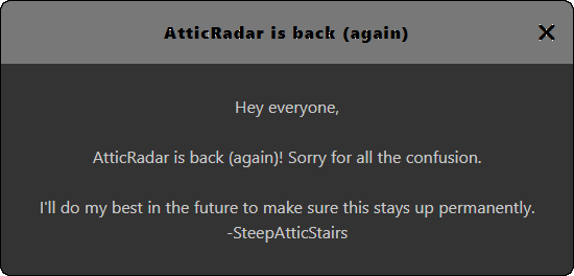 AtticRadar is back (again)
Hey everyone,
AtticRadar is back (again)! Sorry for all the confusion.
I'll do my best in the future to make sure this stays up permanently.
-SteepAtticStairs